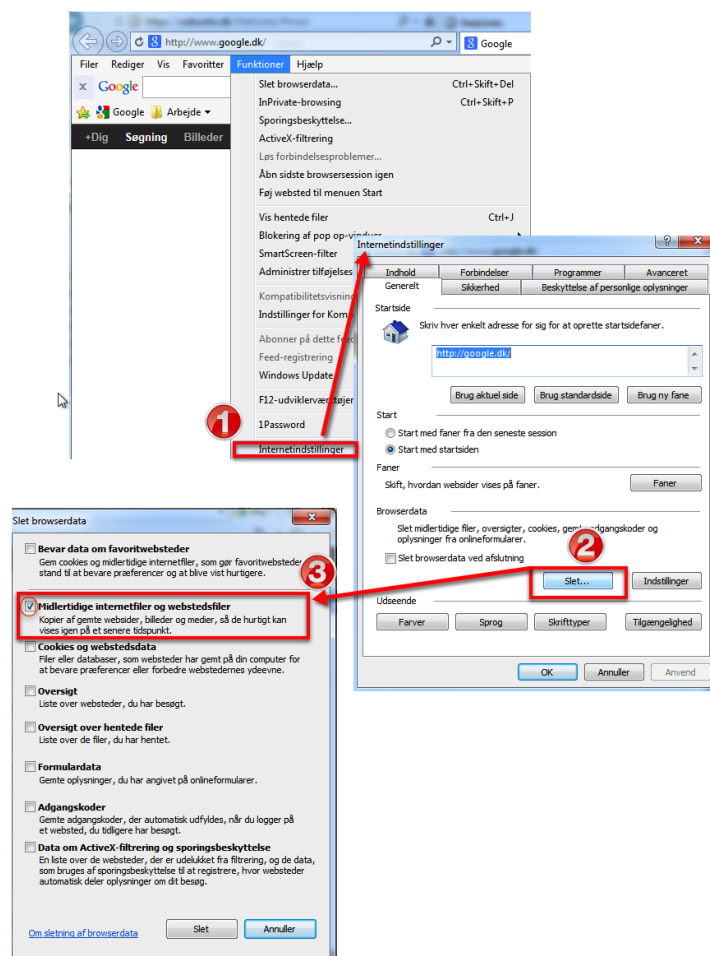 http://www.google.dk/
Google
Filer Rediger Vis Favoritter Funktioner Hjælp
x Google
Google Arbejde
+Dig Søgning Billeder
Slet browserdata... Ctrl+Skift+Del
InPrivate-browsing Ctrl+Skift+P
Sporingsbeskyttelse...
ActiveX-filtrering
Løs forbindelsesproblemer...
Åbn sidste browsersession igen
Føj websted til menuen Start
Vis hentede filer Ctrl+J
Blokering af pop op-vinduer
SmartScreen-filter
Administrer tilføjelses
Kompatibilitetsvisning
Indstillinger for Komp
Abonner på dette feed
Feed-registrering
Windows Update
F12-udviklerværktøjer
1Password
Internetindstillinger
1
Internetindstillinger
Indhold Forbindelser Programmer Avanceret
Generelt Sikkerhed Beskyttelse af personlige oplysninger
Startside
Skriv hver enkelt adresse for sig for at oprette startsidefaner.
http://google.dk/
Brug aktuel side Brug standardside Brug ny fane
Start
Start med faner fra den seneste session
Start med startsiden
Faner
Skift, hvordan websider vises på faner. Faner
Browserdata
Slet midlertidige filer, oversigter, cookies, gemte adgangskoder og
oplysninger fra onlineformularer.
Slet browserdata ved afslutning
2
Slet... Indstillinger
Udseende
Farver Sprog Skrifttyper Tilgængelighed
OK Annuller Anvend
Slet browserdata
Bevar data om favoritwebsteder
Gem cookies og midlertidige internetfiler, som gør favoritwebsteder
stand til at bevare præferencer og at blive vist hurtigere.
3
Midlertidige internetfiler og webstedsfiler
Kopier af gemte websider, billeder og medier, så de hurtigt kan
vises igen på et senere tidspunkt.
Cookies og webstedsdata
Filer eller databaser, som websteder har gemt på din computer for
at bevare præferencer eller forbedre webstedernes ydeevne.
Oversigt
Liste over websteder, du har besøgt.
Oversigt over hentede filer
Liste over de filer, du har hentet.
Formulardata
Gemte oplysninger, du har angivet på onlineformularer.
Adgangskoder
Gemte adgangskoder, der automatisk udfyldes, når du logger på
et websted, du tidligere har besøgt.
Data om ActiveX-filtrering og sporingsbeskyttelse
En liste over de websteder, der er udelukket fra filtrering, og de data,
som bruges af sporingsbeskyttelse til at registrere, hvor websteder
automatisk deler oplysninger om dit besøg.
Om sletning af browserdata Slet Annuller